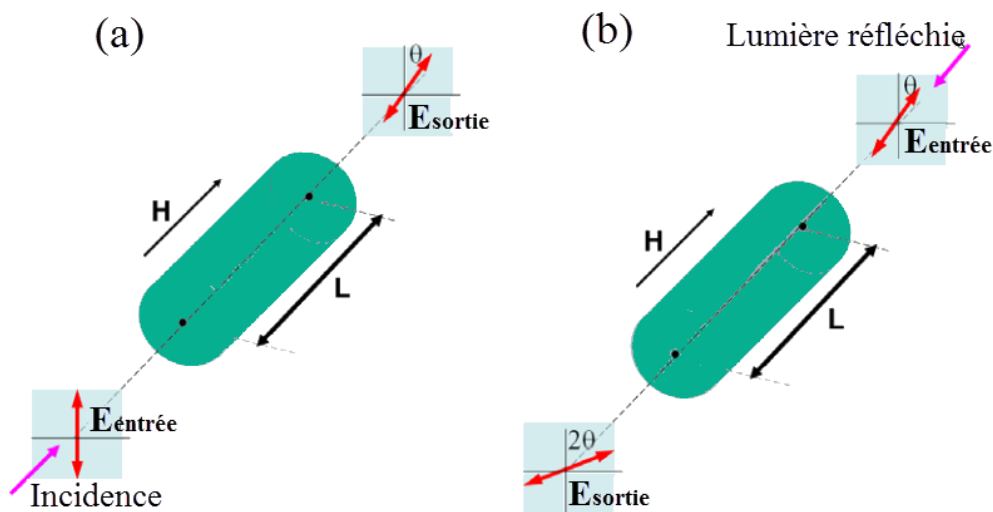 (a)
θ
Esortie
H
L
Eentrée
Incidence
(b)
Lumière réfléchie
θ
Eentrée
H
L
2θ
Esortie